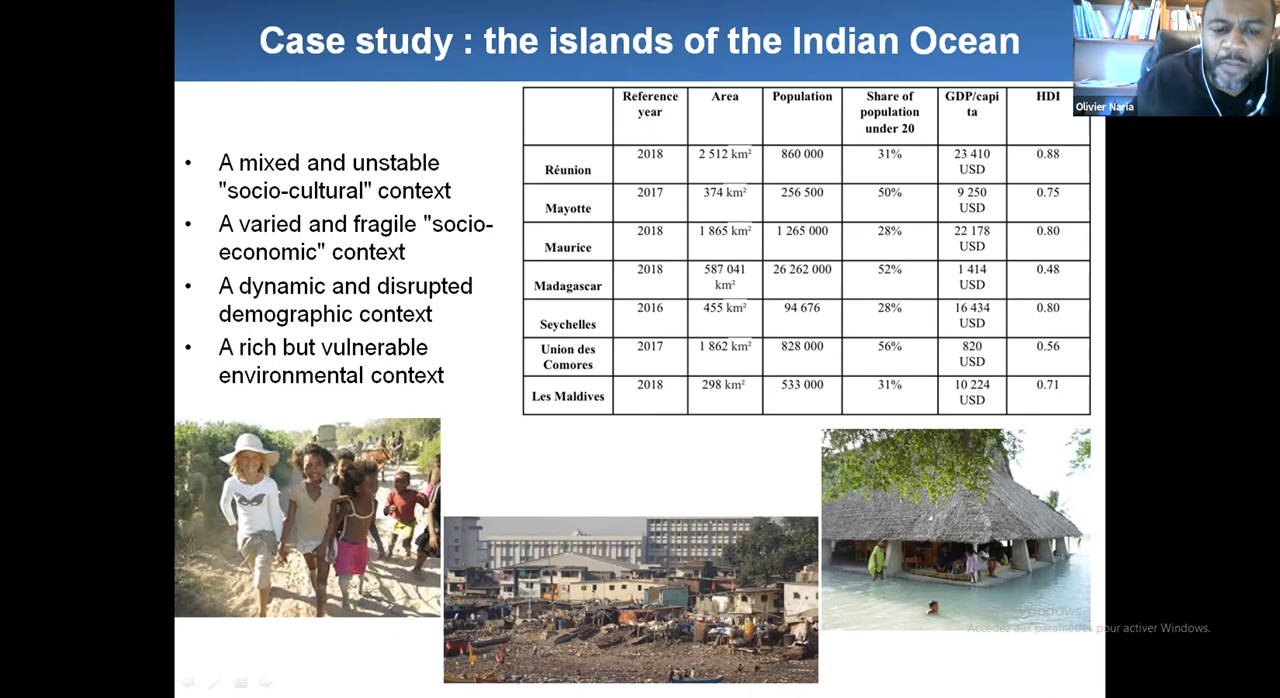 Case study : the islands of the Indian Ocean
Olivier Naria
• A mixed and unstable
"socio-cultural" context
• A varied and fragile "socio-
economic" context
• A dynamic and disrupted
demographic context
• A rich but vulnerable
environmental context
Reference year Area Population Share of population under 20 GDP/capi ta HDI
Réunion 2018 2 512 km² 860 000 31% 23 410 USD 0.88
Mayotte 2017 374 km² 256 500 50% 9 250 USD 0.75
Maurice 2018 1 865 km² 1 265 000 28% 22 178 USD 0.80
Madagascar 2018 587 041 km² 26 262 000 52% 1 414 USD 0.48
Seychelles 2016 455 km² 94 676 28% 16 434 USD 0.80
Union des Comores 2017 1 862 km² 828 000 56% 820 USD 0.56
Les Maldives 2018 298 km² 533 000 31% 10 224 USD 0.71
Windows
Accédez aux paramètres pour activer Windows.